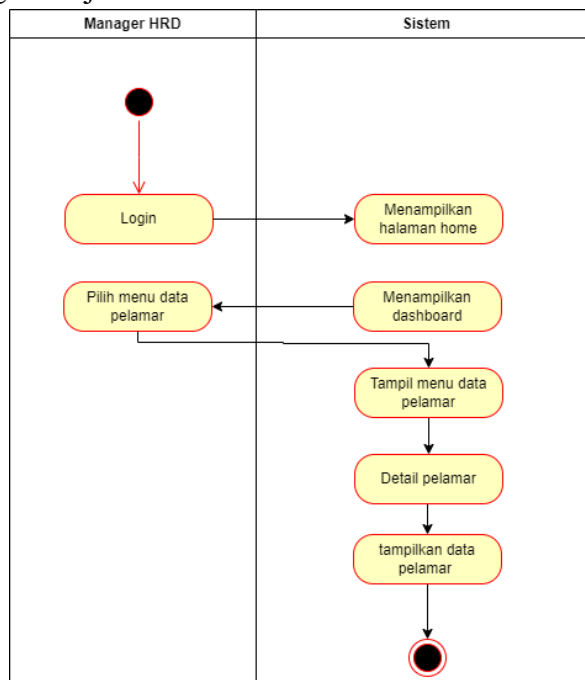 Manager HRD
Sistem
Login
Menampilkan
halaman home
Pilih menu data
pelamar
Menampilkan
dashboard
Tampil menu data
pelamar
Detail pelamar
tampilkan data
pelamar